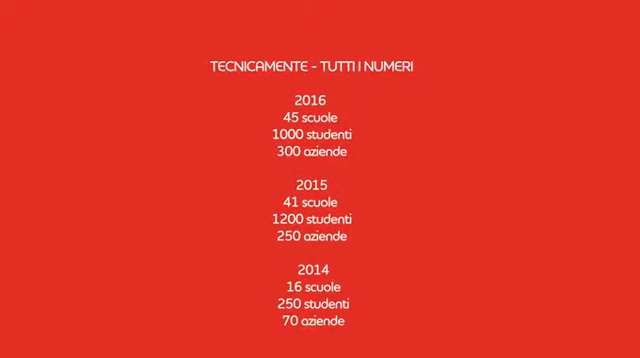 TECNICAMENTE - TUTTI I NUMERI
2016
45 scuole
1000 studenti
300 aziende
2015
41 scuole
1200 studenti
250 aziende
2014
16 scuole
250 studenti
70 aziende